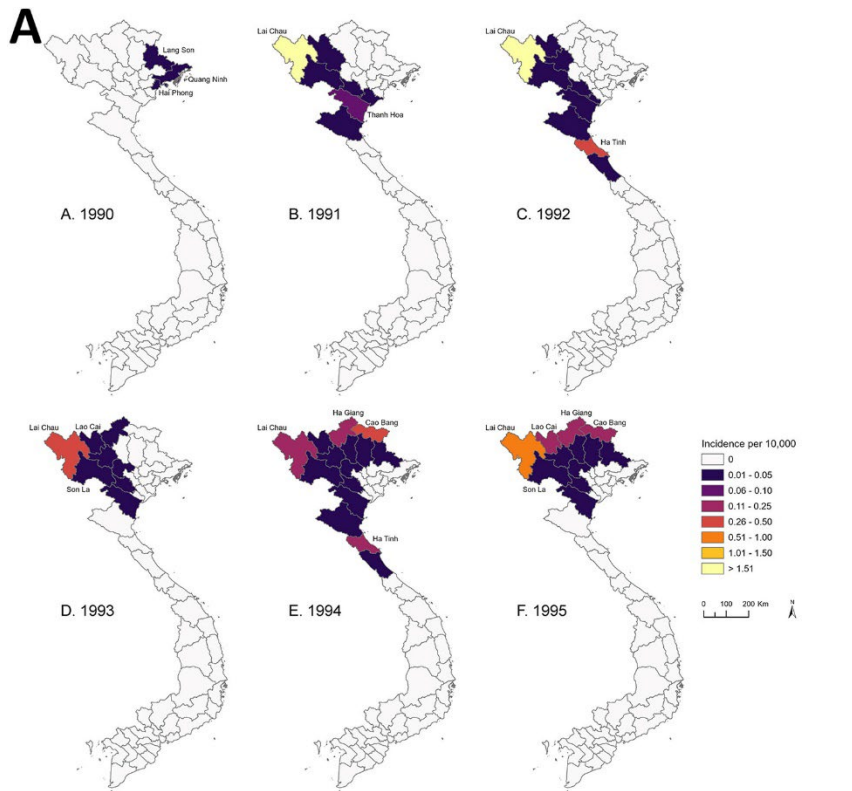 A
Lang Son
Quang Ninh
Hai Phong
A. 1990
Lai Chau
Thanh Hoa
B. 1991
Lai Chau
Ha Tinh
C. 1992
Lai Chau
Lao Cai
Son La
D. 1993
Ha Giang
Lai Chau
Cao Bang
Ha Tinh
E. 1994
Ha Giang
Lai Chau
Lao Cai
Cao Bang
Son La
F. 1995
Incidence per 10,000
0
0.01 - 0.05
0.06 - 0.10
0.11 - 0.25
0.26 - 0.50
0.51 - 1.00
1.01 - 1.50
> 1.51
0 100 200 Km
N